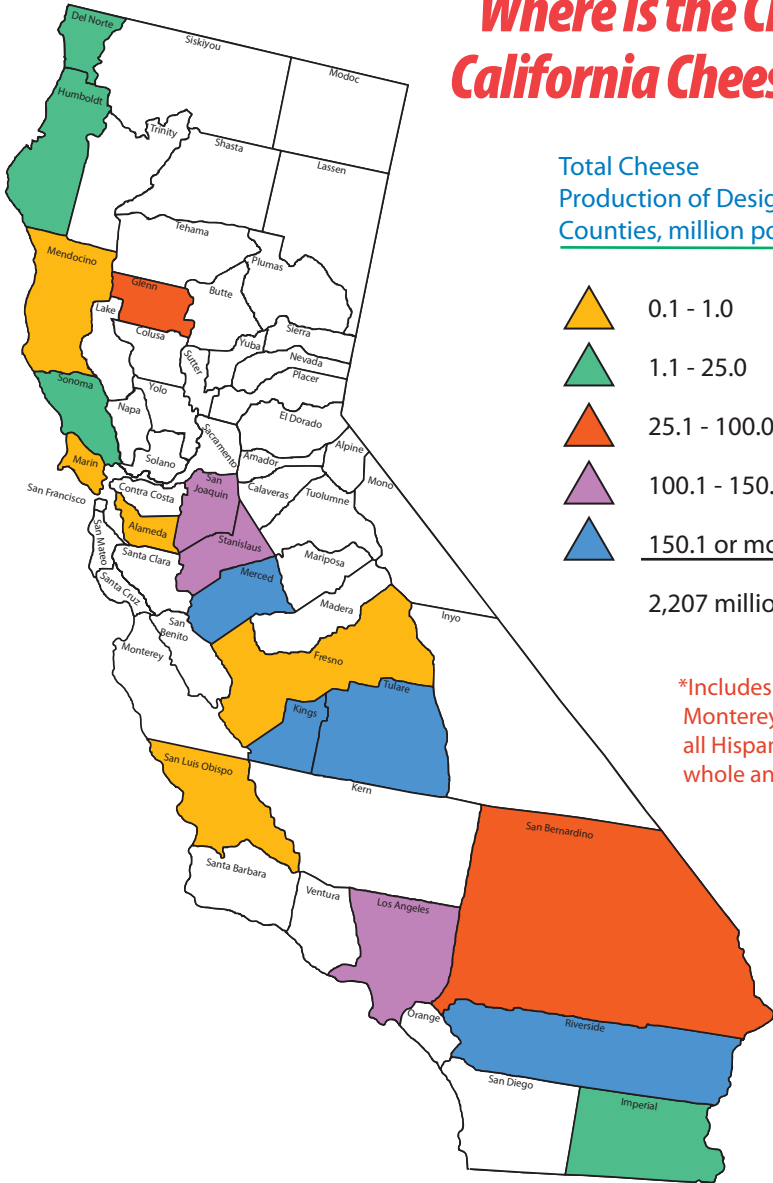 Where Is the C
California Chees
Total Cheese
Production of Desig
Counties, million po
0.1 - 1.0
1.1 - 25.0
25.1 - 100.0
100.1 - 150.
150.1 or mo
2,207 millio
*Includes
Monterey
all Hispar
whole an
Del Norte
Siskiyou
Modoc
Humboldt
Trinity
Shasta
Lassen
Tehama
Plumas
Mendocino
Glenn
Butte
Lake
Colusa
Sierra
Yuba
Nevada
Sutter
Placer
Sonoma
Yolo
Napa
El Dorado
Sacramento
Alpine
Marin
Solano
Amador
Mono
San Francisco
Contra Costa
San
Joaquin
Calaveras
Tuolumne
Alameda
San Mateo
Stanislaus
Santa Clara
Mariposa
Merced
Santa Cruz
Madera
Inyo
San
Benito
Monterey
Fresno
Tulare
Kings
San Luis Obispo
Kern
San Bernardino
Santa Barbara
Ventura
Los Angeles
Orange
Riverside
San Diego
Imperial